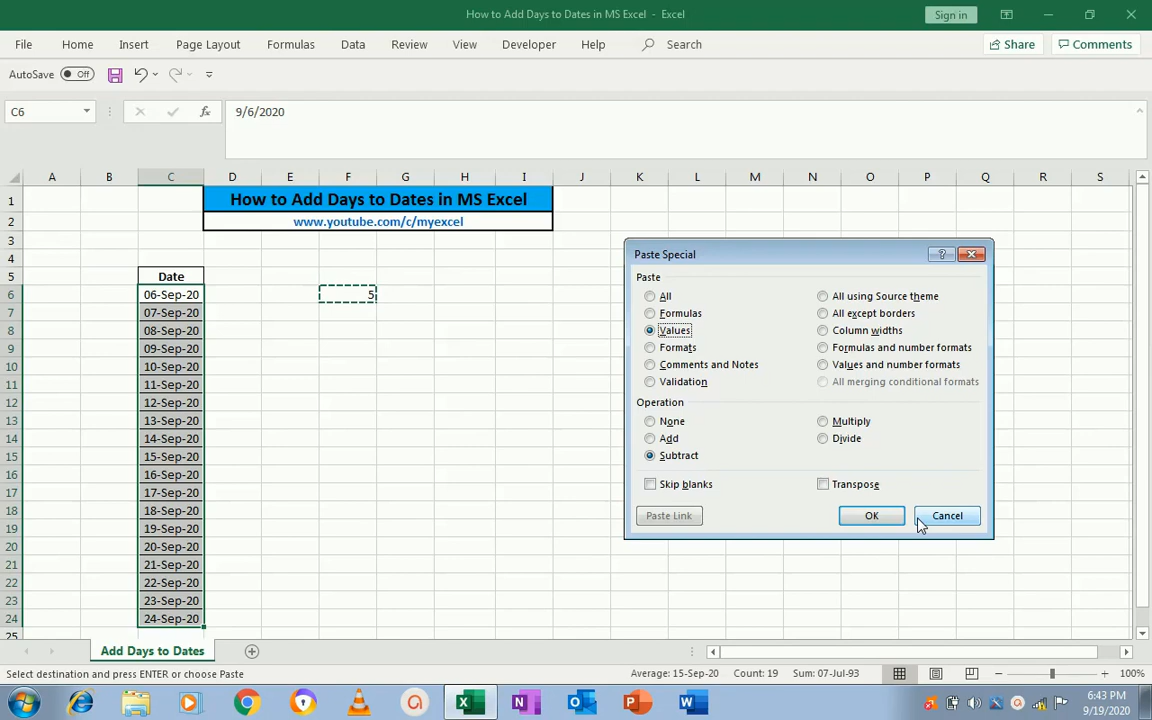 How to Add Days to Dates in MS Excel - Excel
Sign in
File Home Insert Page Layout Formulas Data Review View Developer Help Search
Share Comments
AutoSave Off
C6
fx
9/6/2020
A B C D E F G H I J K L M N O P Q R S
1 How to Add Days to Dates in MS Excel
2 www.youtube.com/c/myexcel
3
4
5 Date
6 06-Sep-20 5
7 07-Sep-20
8 08-Sep-20
9 09-Sep-20
10 10-Sep-20
11 11-Sep-20
12 12-Sep-20
13 13-Sep-20
14 14-Sep-20
15 15-Sep-20
16 16-Sep-20
17 17-Sep-20
18 18-Sep-20
19 19-Sep-20
20 20-Sep-20
21 21-Sep-20
22 22-Sep-20
23 23-Sep-20
24 24-Sep-20
25
Paste Special
?
Paste
All All using Source theme
Formulas All except borders
Values Column widths
Formats Formulas and number formats
Comments and Notes Values and number formats
Validation All merging conditional formats
Operation
None Multiply
Add Divide
Subtract
Skip blanks Transpose
Paste Link OK Cancel
Add Days to Dates
Select destination and press ENTER or choose Paste
Average: 15-Sep-20 Count: 19 Sum: 07-Jul-93
100%
6:43 PM
9/19/2020